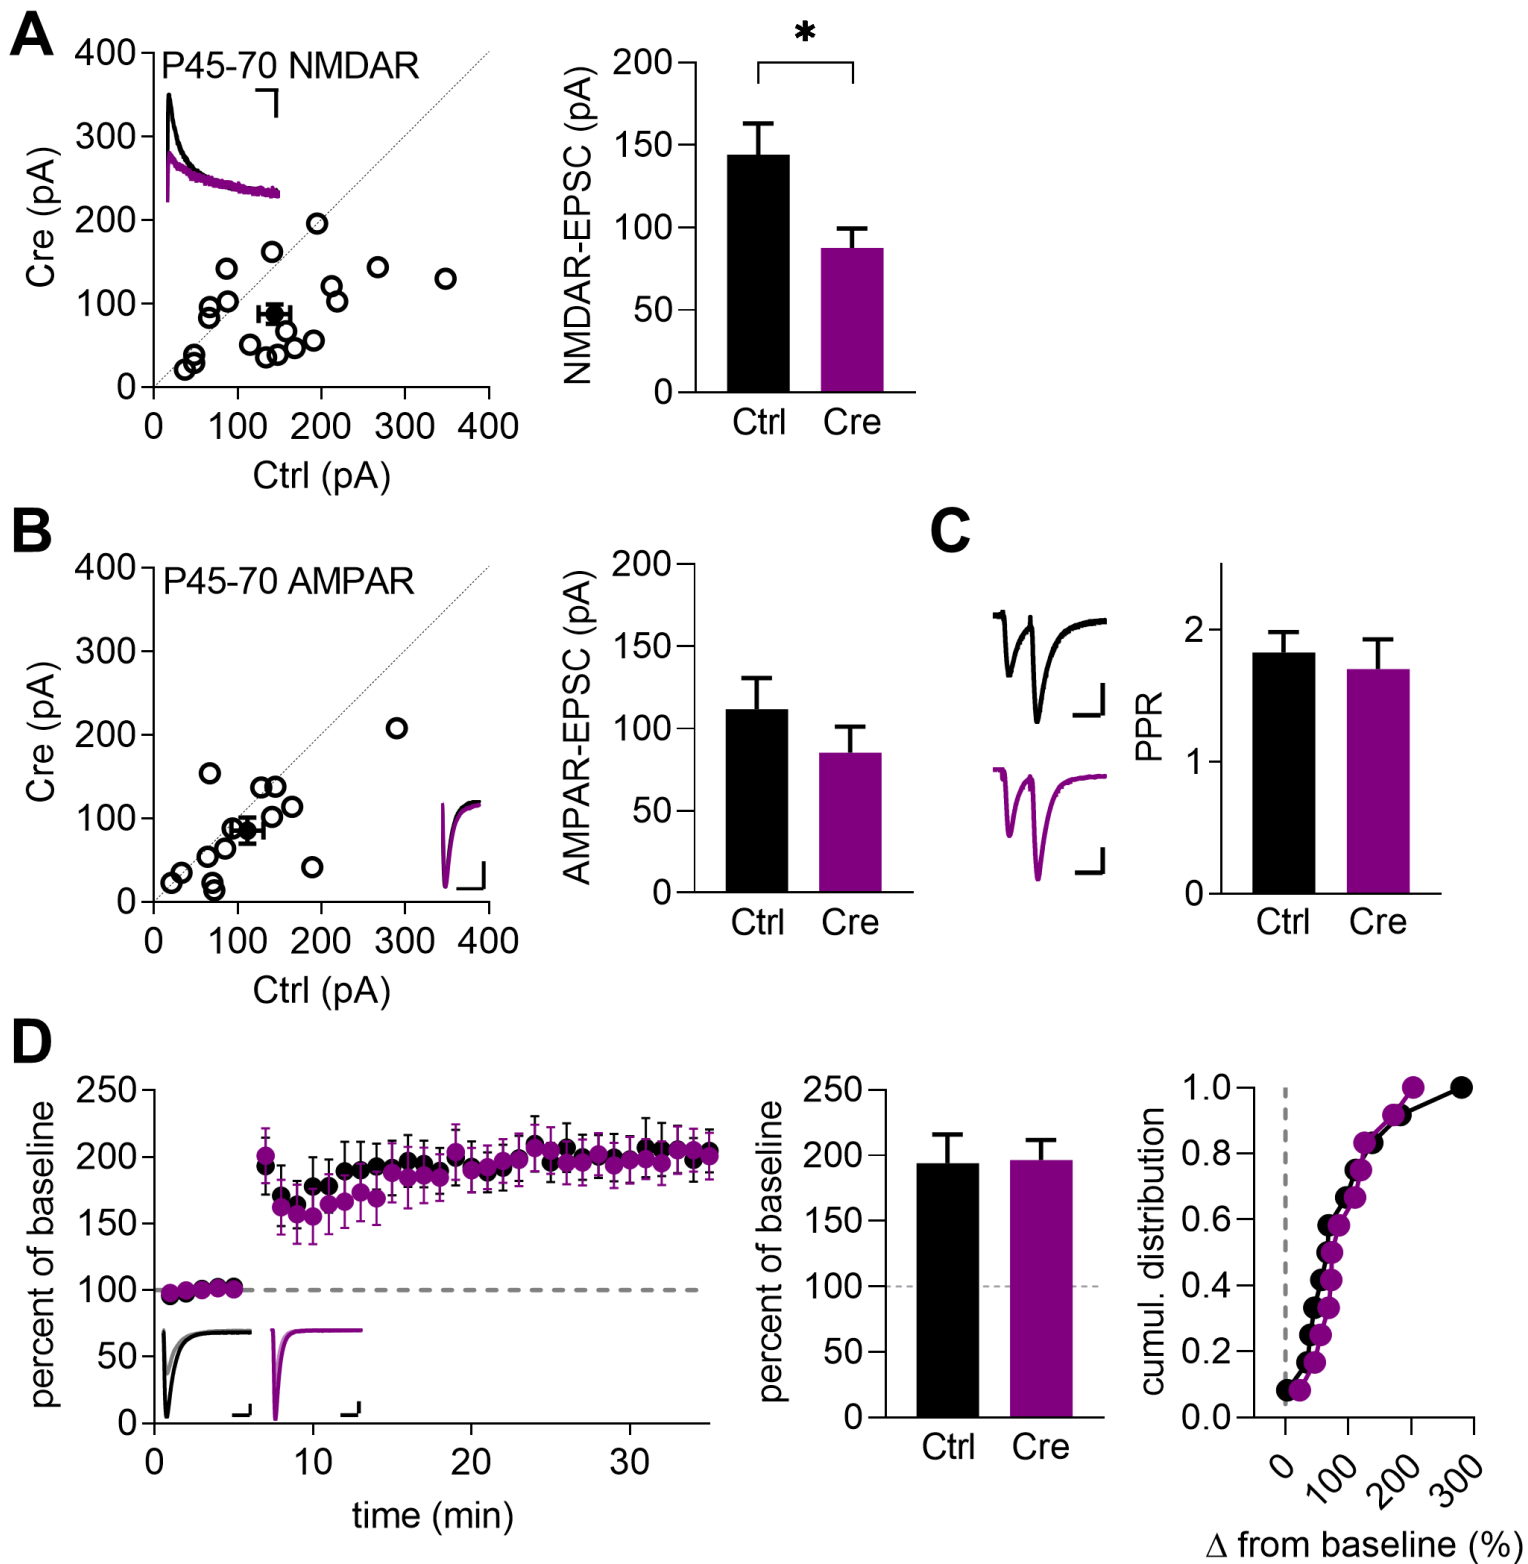 A
P45-70 NMDAR
400
300
200
100
0
Cre (pA)
0 100 200 300 400
Ctrl (pA)
*
200
150
100
50
0
NMDAR-EPSC (pA)
Ctrl Cre
B
P45-70 AMPAR
400
300
200
100
0
Cre (pA)
0 100 200 300 400
Ctrl (pA)
200
150
100
50
0
AMPAR-EPSC (pA)
Ctrl Cre
C
2
1
0
PPR
Ctrl Cre
D
250
200
150
100
50
0
percent of baseline
0 10 20 30
time (min)
250
200
150
100
50
0
percent of baseline
Ctrl Cre
1.0
0.8
0.6
0.4
0.2
0.0
cumul. distribution
0 100 200 300
Δ from baseline (%)